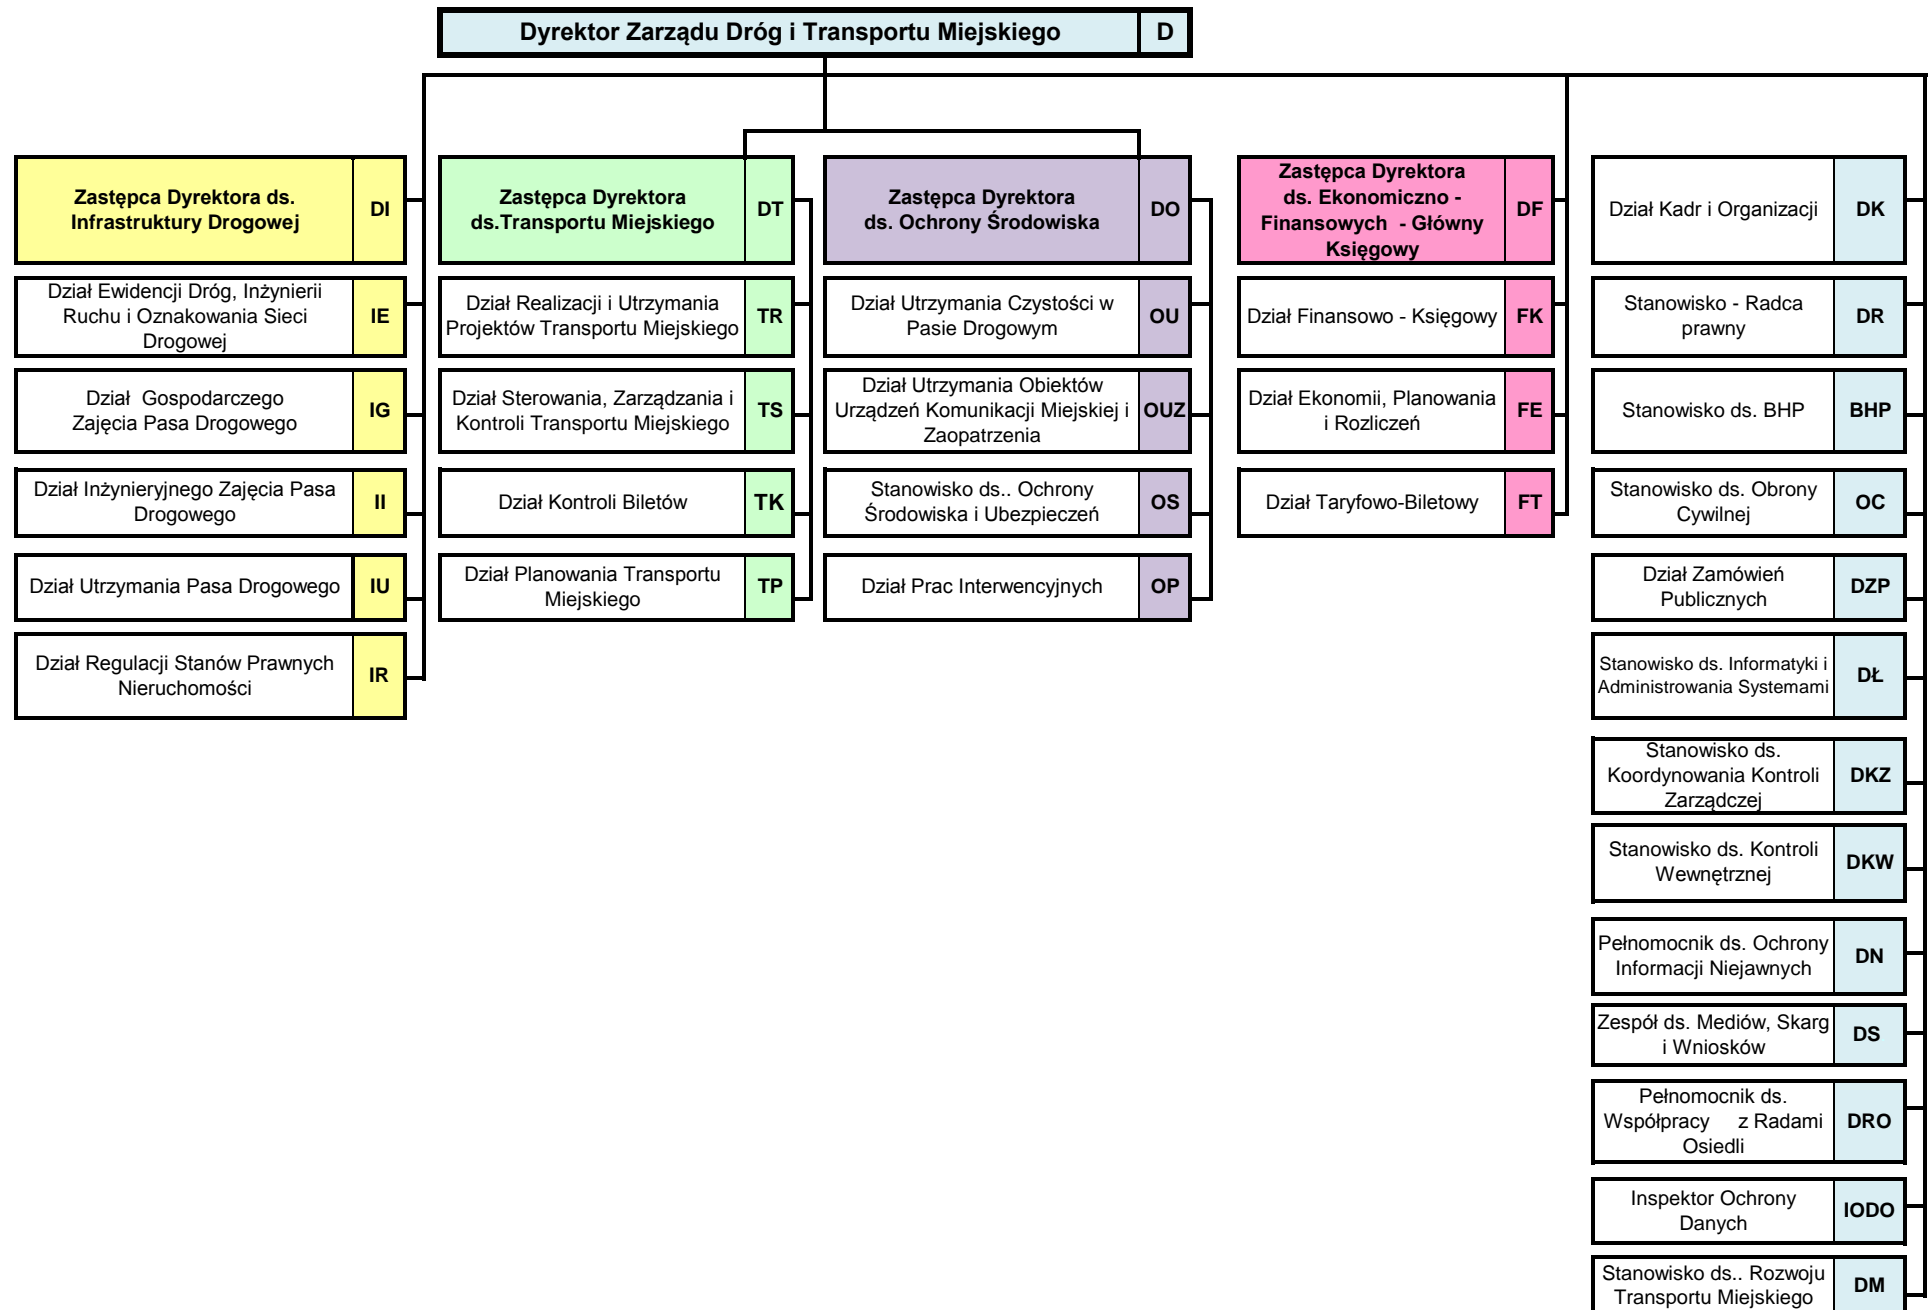 Dyrektor Zarządu Dróg i Transportu Miejskiego
D
Zastępca Dyrektora ds.
Infrastruktury Drogowej
DI
Dział Ewidencji Dróg, Inżynierii
Ruchu i Oznakowania Sieci
Drogowej
IE
Dział  Gospodarczego
Zajęcia Pasa Drogowego
IG
Dział Inżynieryjnego Zajęcia Pasa
Drogowego
II
Dział Utrzymania Pasa Drogowego
IU
Dział Regulacji Stanów Prawnych
Nieruchomości
IR
Zastępca Dyrektora
ds.Transportu Miejskiego
DT
Dział Realizacji i Utrzymania
Projektów Transportu Miejskiego
TR
Dział Sterowania, Zarządzania i
Kontroli Transportu Miejskiego
TS
Dział Kontroli Biletów
TK
Dział Planowania Transportu
Miejskiego
TP
Zastępca Dyrektora
ds. Ochrony Środowiska
DO
Dział Utrzymania Czystości w
Pasie Drogowym
OU
Dział Utrzymania Obiektów
Urządzeń Komunikacji Miejskiej i
Zaopatrzenia
OUZ
Stanowisko ds.. Ochrony
Środowiska i Ubezpieczeń
OS
Dział Prac Interwencyjnych
OP
Zastępca Dyrektora
ds. Ekonomiczno -
Finansowych  - Główny
Księgowy
DF
Dział Finansowo - Księgowy
FK
Dział Ekonomii, Planowania
i Rozliczeń
FE
Dział Taryfowo-Biletowy
FT
Dział Kadr i Organizacji
DK
Stanowisko - Radca
prawny
DR
Stanowisko ds. BHP
BHP
Stanowisko ds. Obrony
Cywilnej
OC
Dział Zamówień
Publicznych
DZP
Stanowisko ds. Informatyki i
Administrowania Systemami
DŁ
Stanowisko ds.
Koordynowania Kontroli
Zarządczej
DKZ
Stanowisko ds. Kontroli
Wewnętrznej
DKW
Pełnomocnik ds. Ochrony
Informacji Niejawnych
DN
Zespół ds. Mediów, Skarg
i Wniosków
DS
Pełnomocnik ds.
Współpracy     z Radami
Osiedli
DRO
Inspektor Ochrony
Danych
IODO
Stanowisko ds.. Rozwoju
Transportu Miejskiego
DM